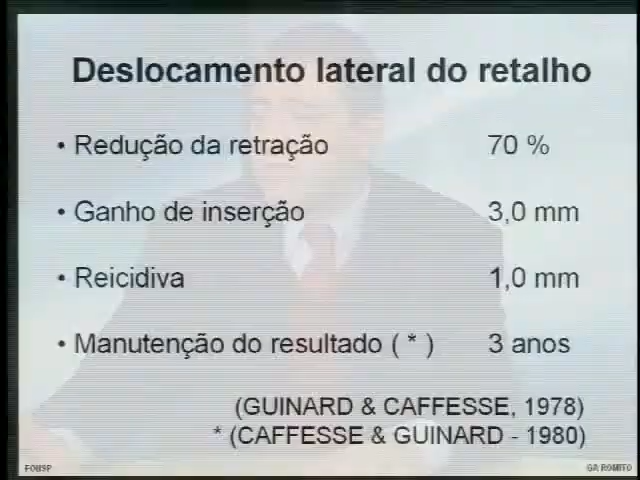 Deslocamento lateral do retalho
• Redução da retração 70 %
• Ganho de inserção 3,0 mm
• Reicidiva 1,0 mm
• Manutenção do resultado ( * ) 3 anos
(GUINARD & CAFFESSE, 1978)
* (CAFFESSE & GUINARD - 1980)
FOUSP GA ROMITO